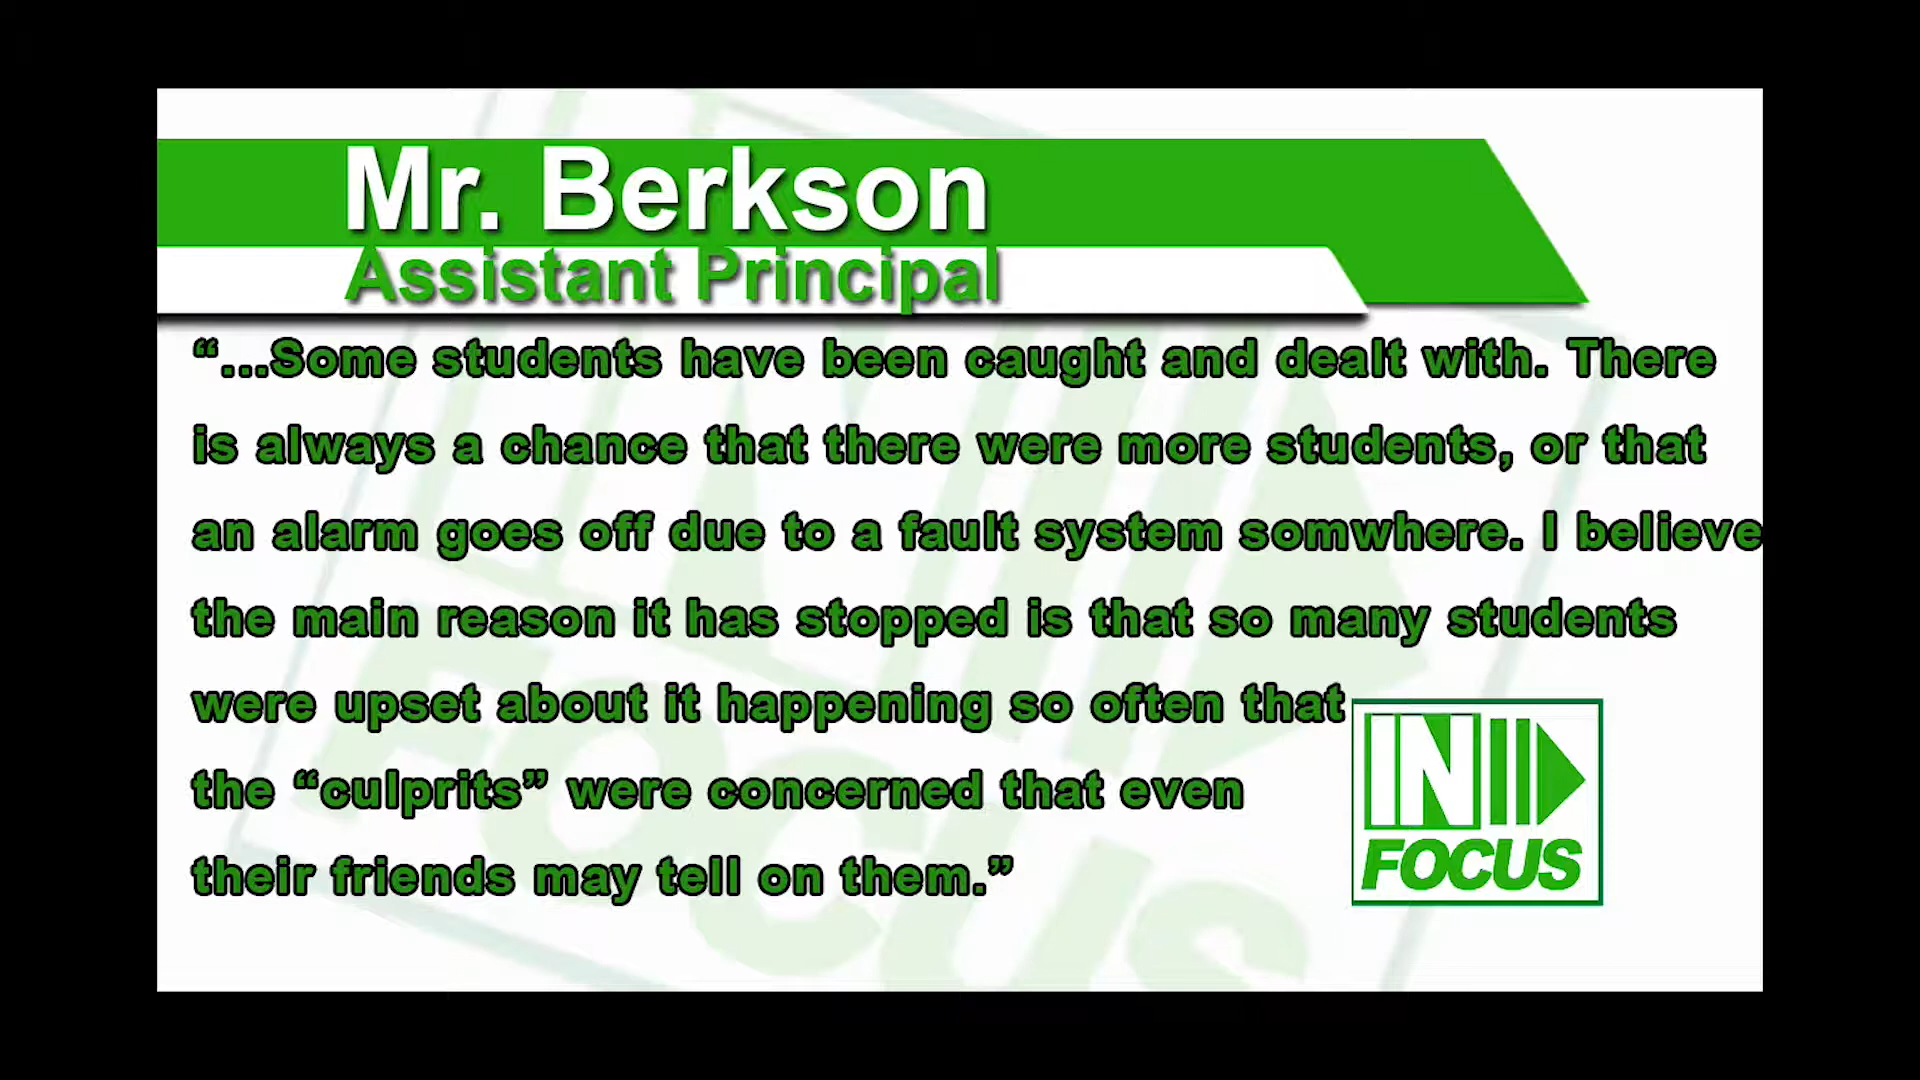 Mr. Berkson
Assistant Principal
“...Some students have been caught and dealt with. There
is always a chance that there were more students, or that
an alarm goes off due to a fault system somwhere. I believe
the main reason it has stopped is that so many students
were upset about it happening so often that
the “culprits” were concerned that even
their friends may tell on them.”
IN
FOCUS